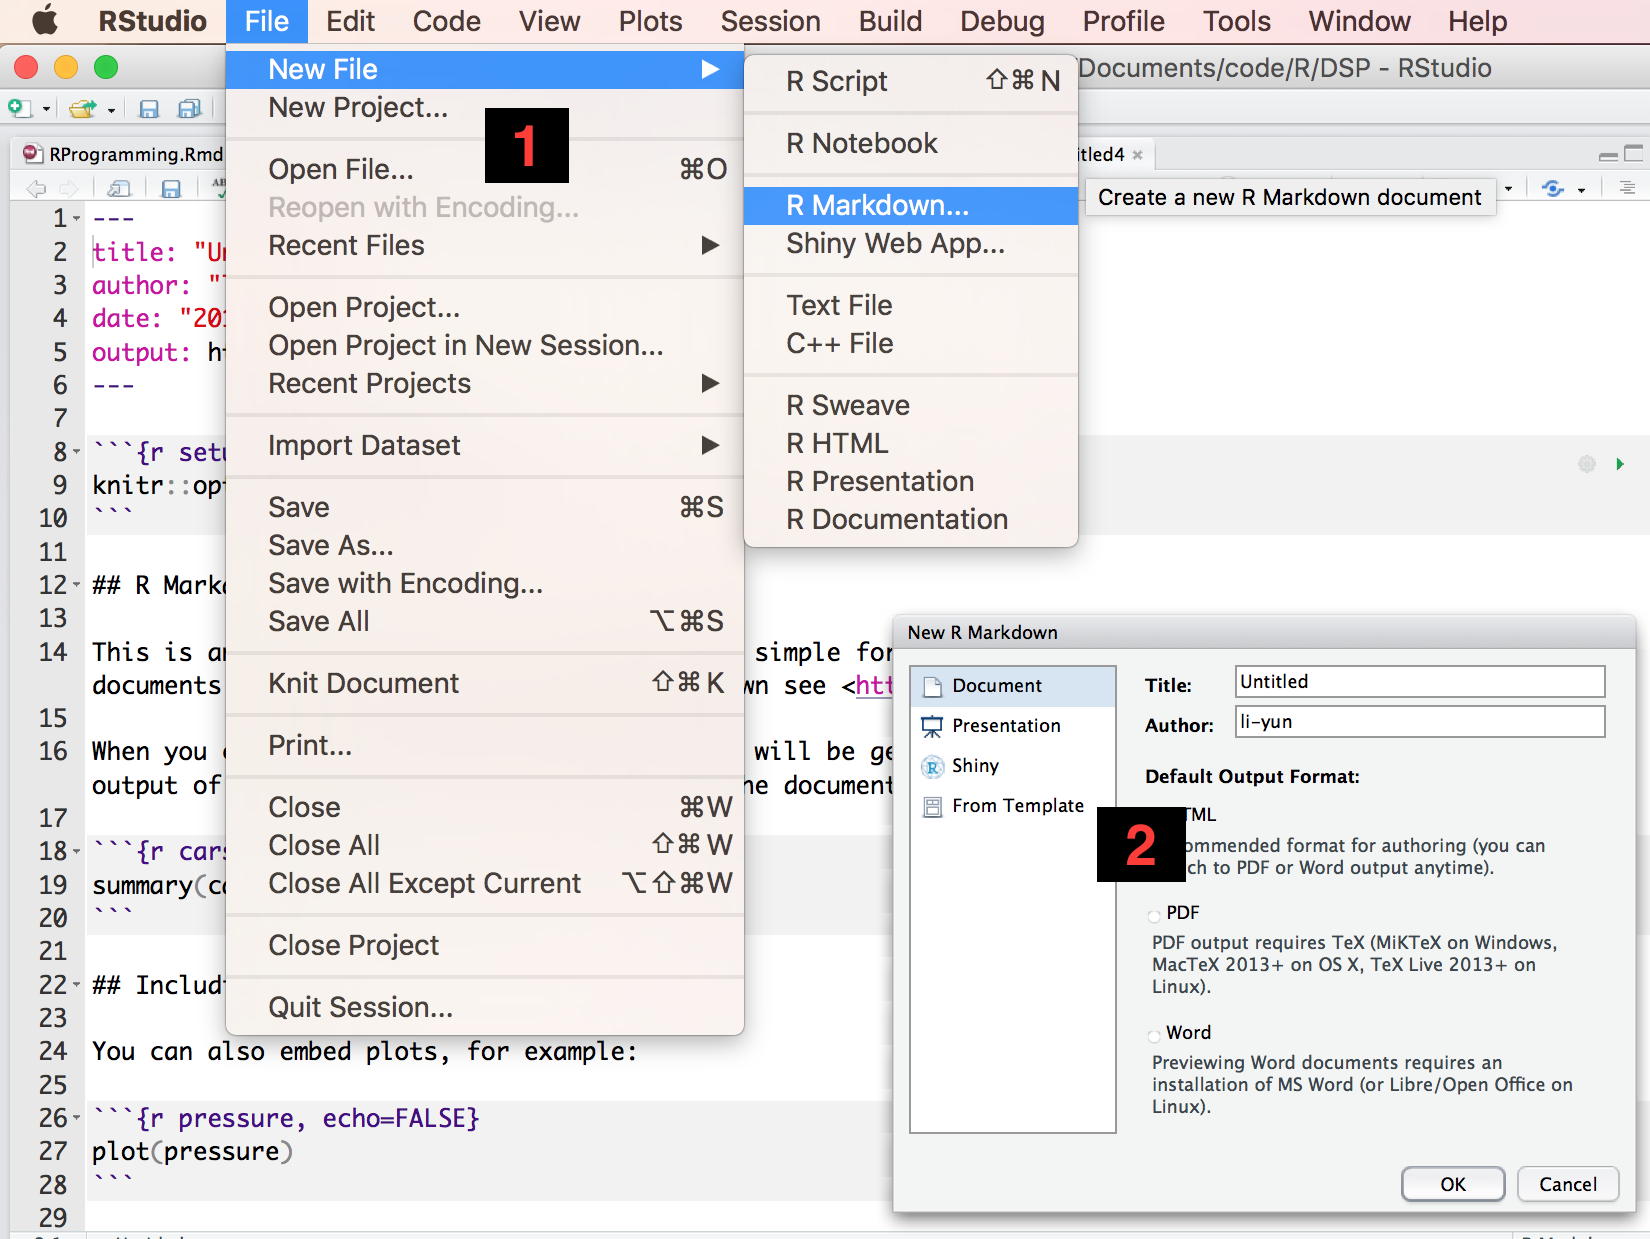 RStudio File Edit Code View Plots Session Build Debug Profile Tools Window Help
Documents/code/R/DSP - RStudio
RProgramming.Rmd
itled4
New File
New Project...
Open File... ⌘O
Reopen with Encoding...
Recent Files
Open Project...
Open Project in New Session...
Recent Projects
Import Dataset
Save ⌘S
Save As...
Save with Encoding...
Save All ⌥⌘S
Knit Document ⇧⌘K
Print...
Close ⌘W
Close All ⇧⌘W
Close All Except Current ⌥⇧⌘W
Close Project
Quit Session...
1
R Script ⇧⌘N
R Notebook
R Markdown...
Shiny Web App...
Text File
C++ File
R Sweave
R HTML
R Presentation
R Documentation
Create a new R Markdown document
1 ---
2 title: "Un
3 author: "
4 date: "201
5 output: ht
6 ---
7
8 ```{r setu
9 knitr::opt
10 ```
11
12 ## R Markd
13
14 This is an simple for
documents wn see <htt
15
16 When you will be ge
output of he document
17
18 ```{r cars
19 summary(ca
20 ```
21
22 ## Includ
23
24 You can also embed plots, for example:
25
26 ```{r pressure, echo=FALSE}
27 plot(pressure)
28 ```
29
New R Markdown
Document
Presentation
Shiny
From Template
Title: Untitled
Author: li-yun
Default Output Format:
TML
2
ommended format for authoring (you can
ch to PDF or Word output anytime).
PDF
PDF output requires TeX (MiKTeX on Windows,
MacTeX 2013+ on OS X, TeX Live 2013+ on
Linux).
Word
Previewing Word documents requires an
installation of MS Word (or Libre/Open Office on
Linux).
OK Cancel